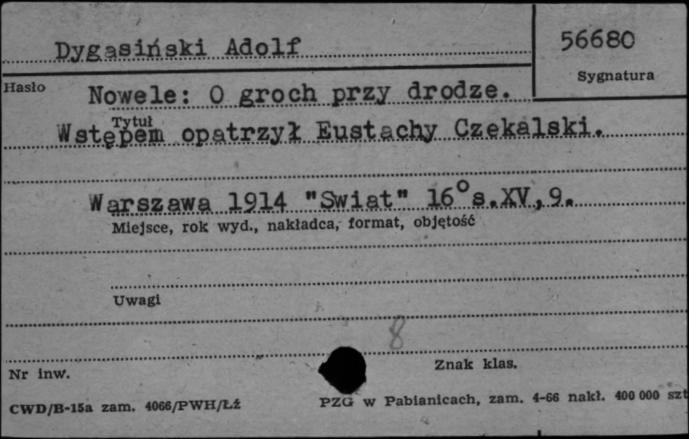 Dygasiński Adolf
56680
Sygnatura
Hasło
Nowele: O groch przy drodze.
Tytuł
Wstępem opatrzył Eustachy Czekalski.
Warszawa 1914 "Swiat" 16°s.XV,9.
Miejsce, rok wyd., nakładca, format, objętość
Uwagi
8
Nr inw.
Znak klas.
CWD/B-15a zam. 4066/PWH/Łź
PZG w Pabianicach, zam. 4-66 nakł. 400 000 szt